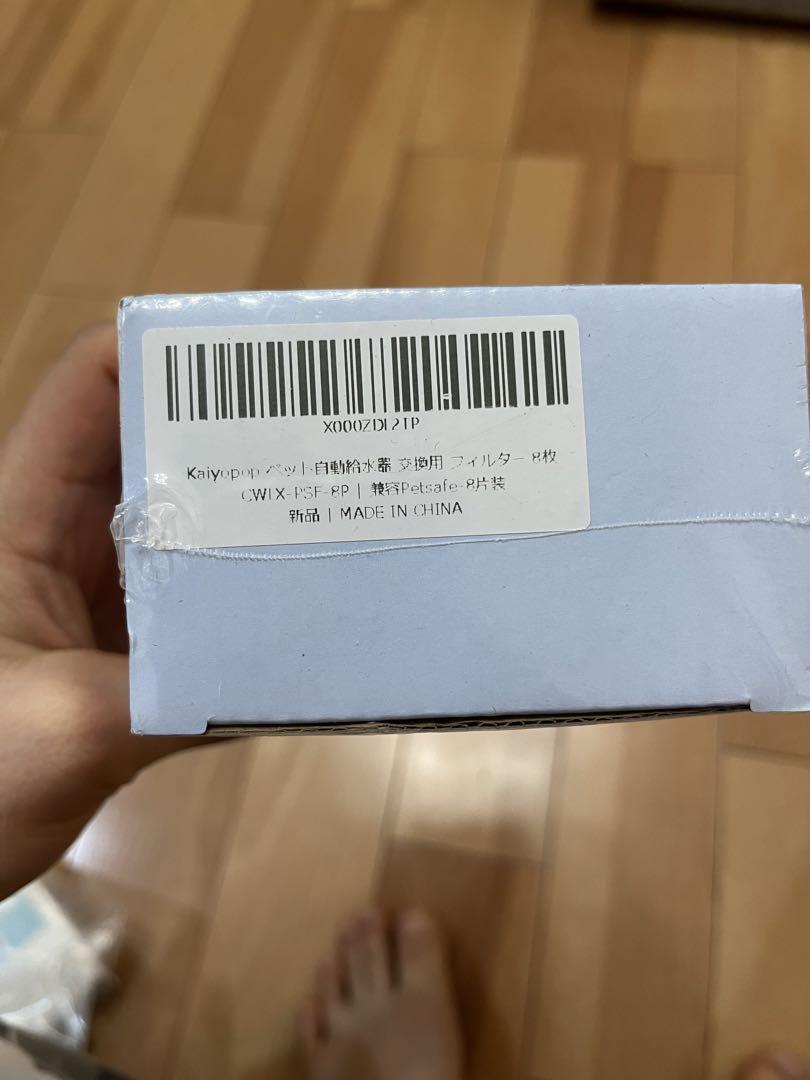 X000ZDL2TP
Kaiyopop ペット自動給水器 交換用 フィルター 8枚
CWLX-PSF-8P | 兼容Petsafe-8片装
新品 | MADE IN CHINA